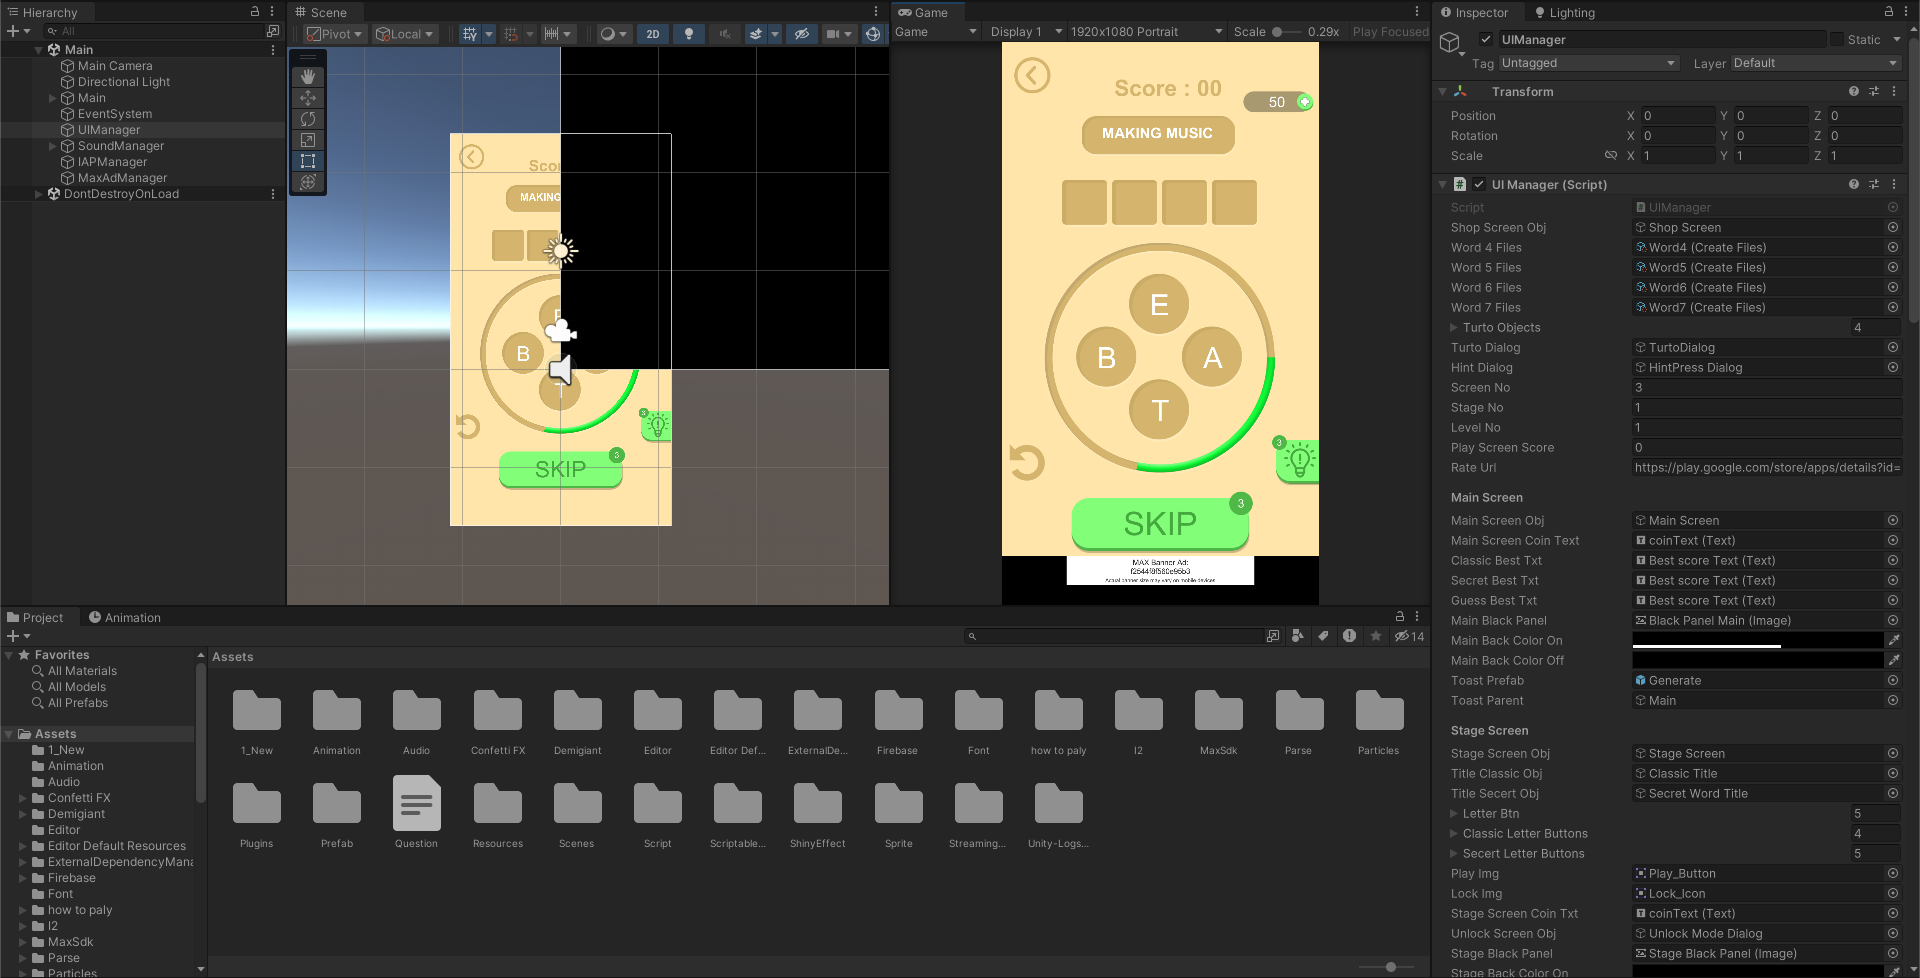 Hierarchy
All
Main
Main Camera
Directional Light
Main
EventSystem
UIManager
SoundManager
IAPManager
MaxAdManager
DontDestroyOnLoad
Scene
Pivot
Local
2D
MAKING
B
3
SKIP
3
Game
Game
Display 1
1920x1080 Portrait
Scale
0.29x
Play Focused
Score : 00
50
MAKING MUSIC
E
B
A
T
3
SKIP
3
MAX Banner Ad:
Actual banner size may vary on mobile devices
Inspector
Lighting
UIManager
Static
Tag
Untagged
Layer
Default
Transform
Position
X
0
Y
0
Z
0
Rotation
X
0
Y
0
Z
0
Scale
X
1
Y
1
Z
1
UI Manager (Script)
Script
UIManager
Shop Screen Obj
Shop Screen
Word 4 Files
Word4 (Create Files)
Word 5 Files
Word5 (Create Files)
Word 6 Files
Word6 (Create Files)
Word 7 Files
Word7 (Create Files)
Turto Objects
4
Turto Dialog
TurtoDialog
Hint Dialog
HintPress Dialog
Screen No
3
Stage No
1
Level No
1
Play Screen Score
0
Rate Url
https://play.google.com/store/apps/details?id=
Main Screen
Main Screen Obj
Main Screen
Main Screen Coin Text
coinText (Text)
Classic Best Txt
Best score Text (Text)
Secret Best Txt
Best score Text (Text)
Guess Best Txt
Best score Text (Text)
Main Black Panel
Black Panel Main (Image)
Main Back Color On
Main Back Color Off
Toast Prefab
Generate
Toast Parent
Main
Stage Screen
Stage Screen Obj
Stage Screen
Title Classic Obj
Classic Title
Title Secert Obj
Secret Word Title
Letter Btn
5
Classic Letter Buttons
4
Secert Letter Buttons
5
Play Img
Play_Button
Lock Img
Lock_Icon
Stage Screen Coin Txt
coinText (Text)
Unlock Screen Obj
Unlock Mode Dialog
Stage Black Panel
Stage Black Panel (Image)
Stage Back Color On
Project
Animation
14
Favorites
All Materials
All Models
All Prefabs
Assets
1_New
Animation
Audio
Confetti FX
Demigiant
Editor
Editor Default Resources
ExternalDependencyMana
Firebase
Font
how to paly
I2
MaxSdk
Parse
Particles
Assets
1_New
Animation
Audio
Confetti FX
Demigiant
Editor
Editor Def...
ExternalDe...
Firebase
Font
how to paly
I2
MaxSdk
Parse
Particles
Plugins
Prefab
Question
Resources
Scenes
Script
Scriptable...
ShinyEffect
Sprite
Streaming...
Unity-Logs...